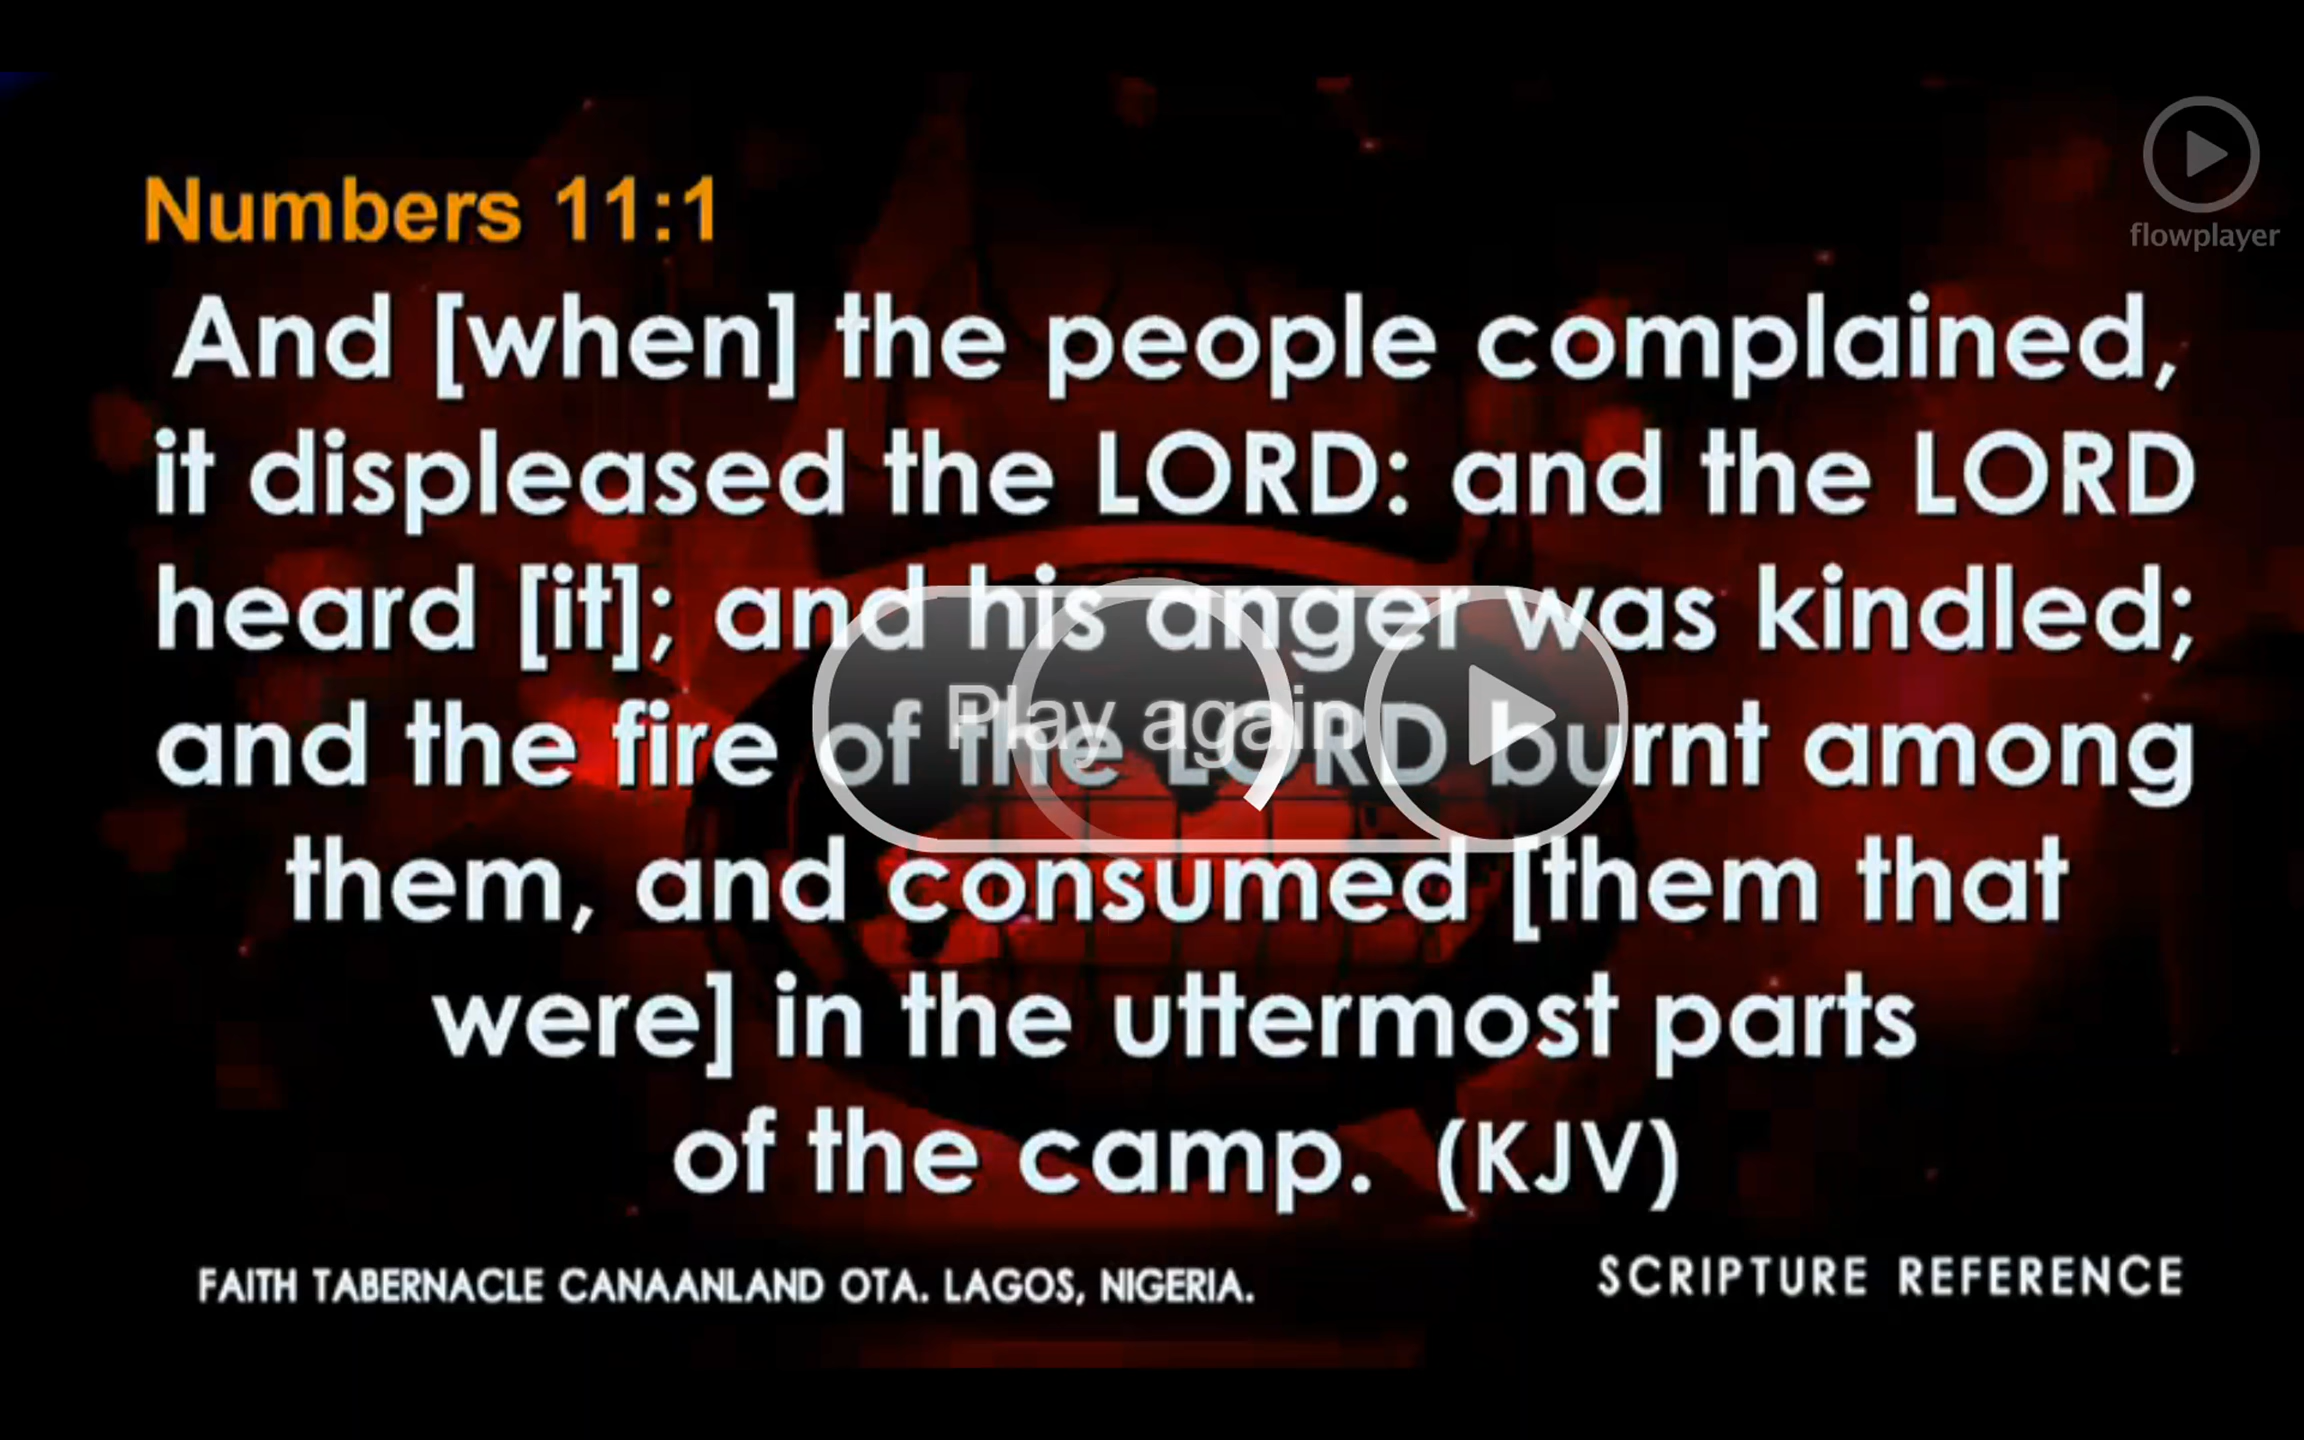 flowplayer
Numbers 11:1
And [when] the people complained,
it displeased the LORD: and the LORD
heard [it]; and his anger was kindled;
and the fire of the LORD burnt among
Play again
them, and consumed [them that
were] in the uttermost parts
of the camp. (KJV)
FAITH TABERNACLE CANAANLAND OTA. LAGOS, NIGERIA.
SCRIPTURE REFERENCE